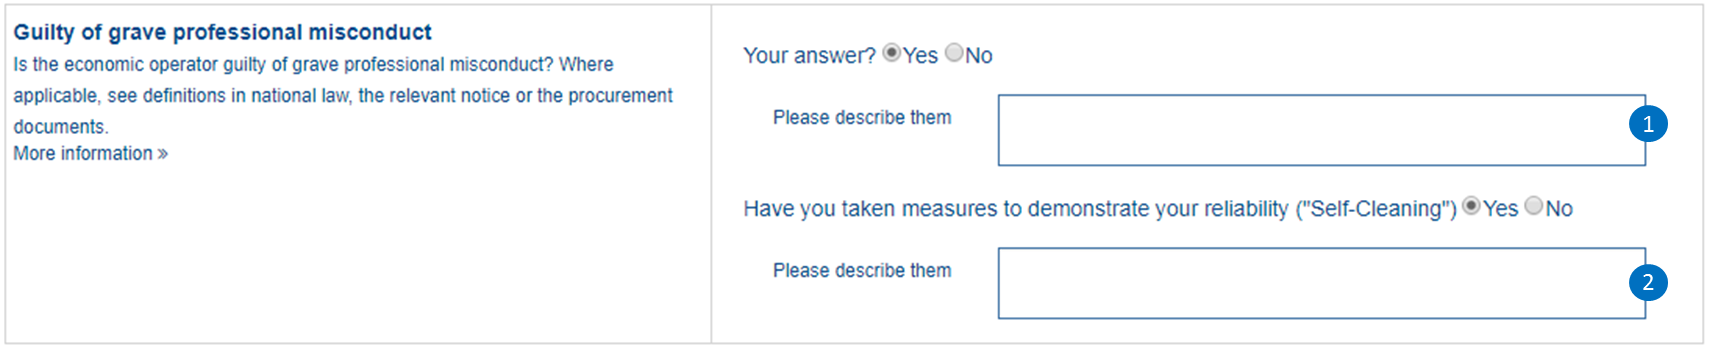 Guilty of grave professional misconduct
Is the economic operator guilty of grave professional misconduct? Where
applicable, see definitions in national law, the relevant notice or the procurement
documents.
More information »
Your answer? Yes No
Please describe them
1
Have you taken measures to demonstrate your reliability ("Self-Cleaning") Yes No
Please describe them
2